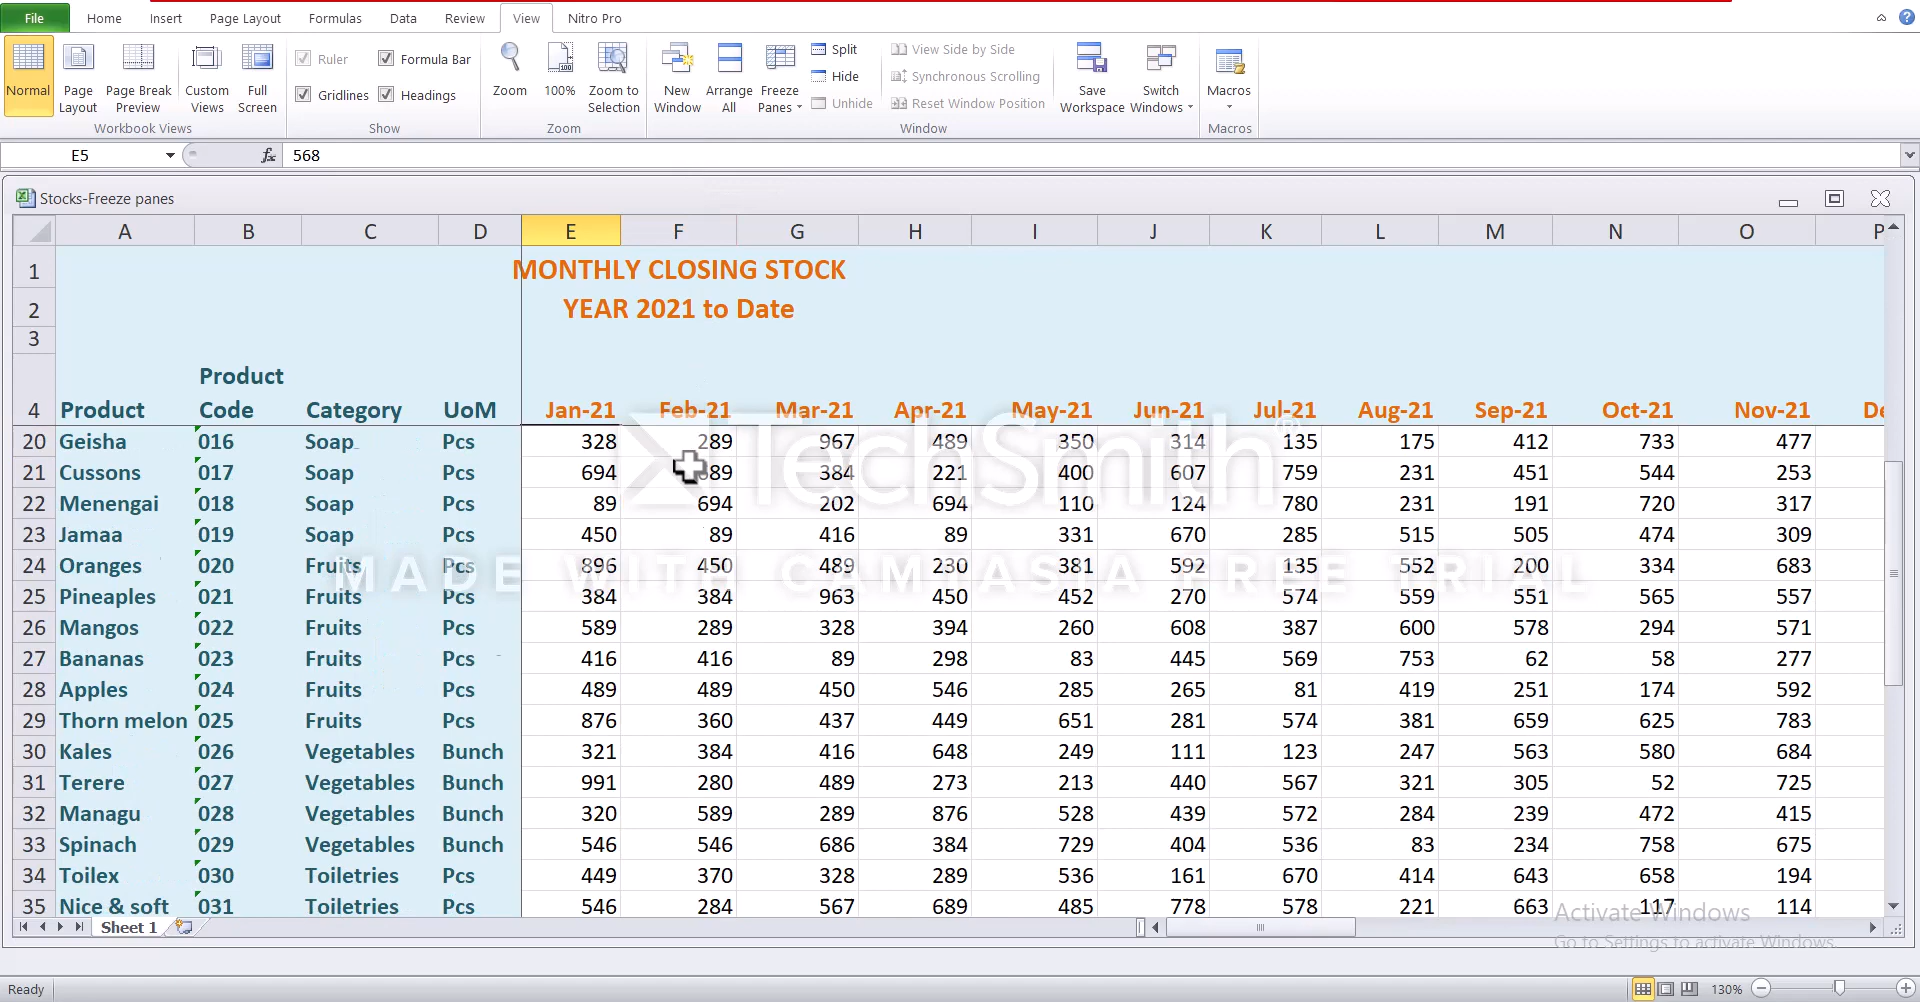 File Home Insert Page Layout Formulas Data Review View Nitro Pro
Normal Page Layout Page Break Preview Custom Views Full Screen
Workbook Views
Ruler Formula Bar
Gridlines Headings
Show
Zoom 100% Zoom to Selection
Zoom
New Window Arrange All Freeze Panes
Split View Side by Side
Hide Synchronous Scrolling
Unhide Reset Window Position
Window
Save Workspace Switch Windows
Macros
Macros
E5 fx 568
Stocks-Freeze panes
A B C D E F G H I J K L M N O P
1 MONTHLY CLOSING STOCK
2 YEAR 2021 to Date
3
4 Product Product Code Category UoM Jan-21 Feb-21 Mar-21 Apr-21 May-21 Jun-21 Jul-21 Aug-21 Sep-21 Oct-21 Nov-21 De
20 Geisha 016 Soap Pcs 328 289 967 489 350 314 135 175 412 733 477
21 Cussons 017 Soap Pcs 694 384 221 400 607 759 231 451 544 253
22 Menengai 018 Soap Pcs 89 694 202 694 110 124 780 231 191 720 317
23 Jamaa 019 Soap Pcs 450 89 416 89 331 670 285 515 505 474 309
24 Oranges 020 Fruits Pcs 896 450 489 230 381 592 135 552 200 334 683
25 Pineaples 021 Fruits Pcs 384 384 963 450 452 270 574 559 551 565 557
26 Mangos 022 Fruits Pcs 589 289 328 394 260 608 387 600 578 294 571
27 Bananas 023 Fruits Pcs 416 416 89 298 83 445 569 753 62 58 277
28 Apples 024 Fruits Pcs 489 489 450 546 285 265 81 419 251 174 592
29 Thorn melon 025 Fruits Pcs 876 360 437 449 651 281 574 381 659 625 783
30 Kales 026 Vegetables Bunch 321 384 416 648 249 111 123 247 563 580 684
31 Terere 027 Vegetables Bunch 991 280 489 273 213 440 567 321 305 52 725
32 Managu 028 Vegetables Bunch 320 589 289 876 528 439 572 284 239 472 415
33 Spinach 029 Vegetables Bunch 546 546 686 384 729 404 536 83 234 758 675
34 Toilex 030 Toiletries Pcs 449 370 328 289 536 161 670 414 643 658 194
35 Nice & soft 031 Toiletries Pcs 546 284 567 689 485 778 578 221 663 117 114
TechSmith®
MADE WITH CAMTASIA FREE TRIAL
Sheet 1
Activate Windows
Go to Settings to activate Windows.
Ready 130%